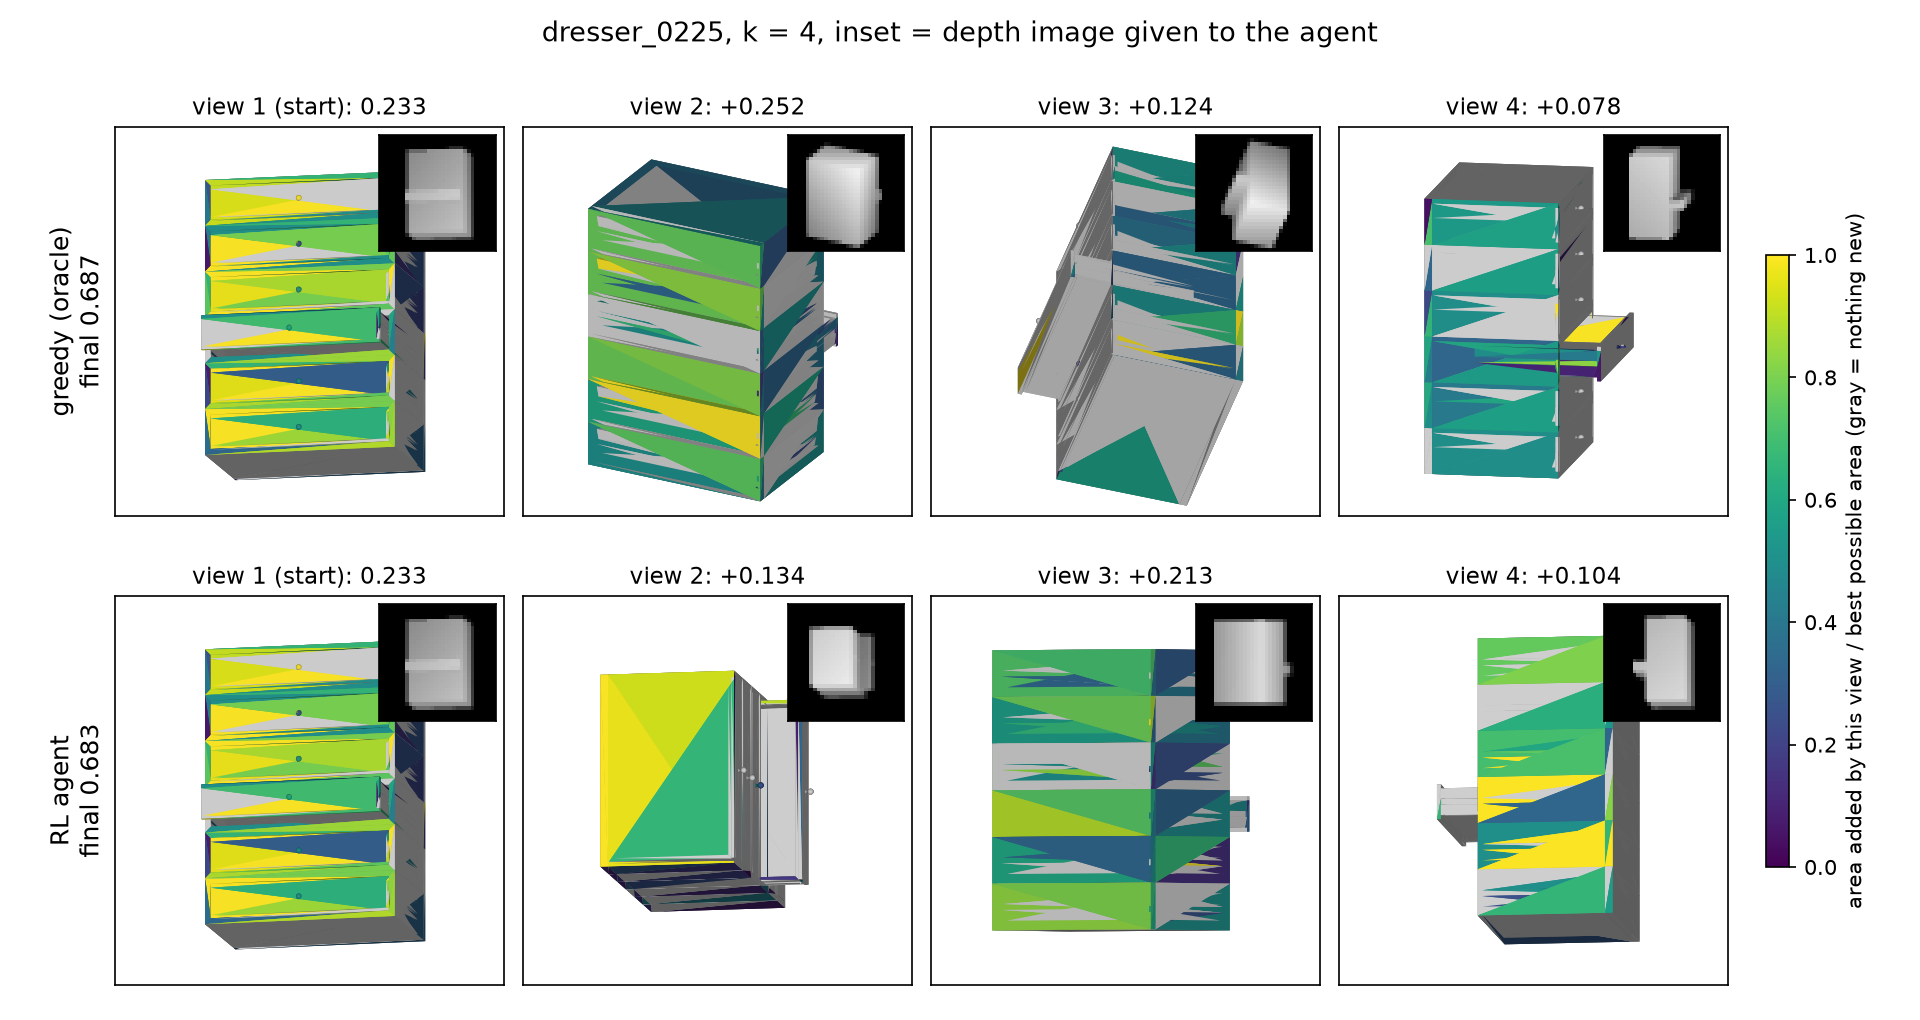 dresser_0225, k = 4, inset = depth image given to the agent
greedy (oracle)
final 0.687
view 1 (start): 0.233
view 2: +0.252
view 3: +0.124
view 4: +0.078
RL agent
final 0.683
view 1 (start): 0.233
view 2: +0.134
view 3: +0.213
view 4: +0.104
1.0
0.8
0.6
0.4
0.2
0.0
area added by this view / best possible area (gray = nothing new)